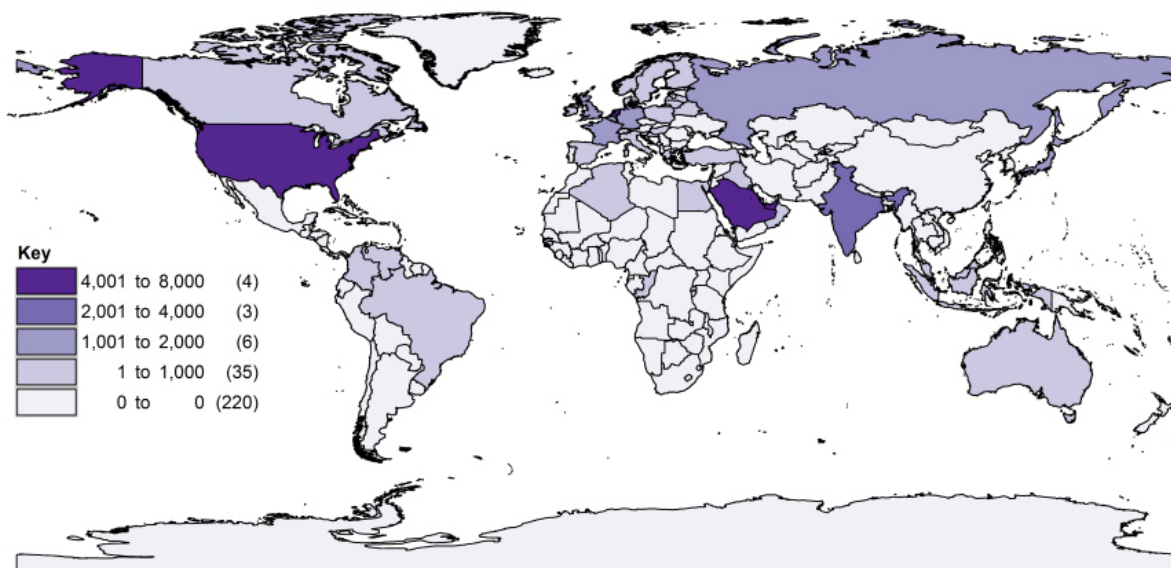 Key
4,001 to 8,000 (4)
2,001 to 4,000 (3)
1,001 to 2,000 (6)
1 to 1,000 (35)
0 to 0 (220)